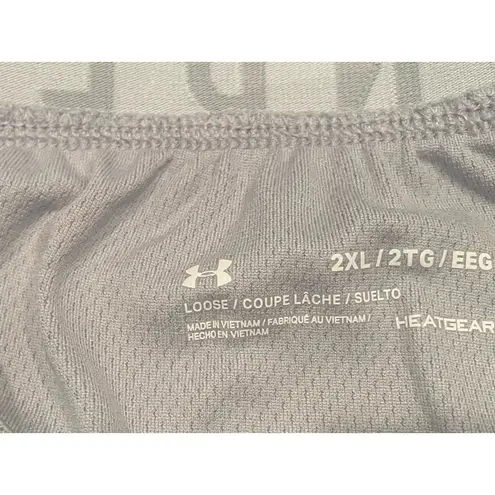 2XL / 2TG / EEG
LOOSE / COUPE LÂCHE / SUELTO
MADE IN VIETNAM / FABRIQUÉ AU VIETNAM /
HECHO EN VIETNAM
HEATGEAR